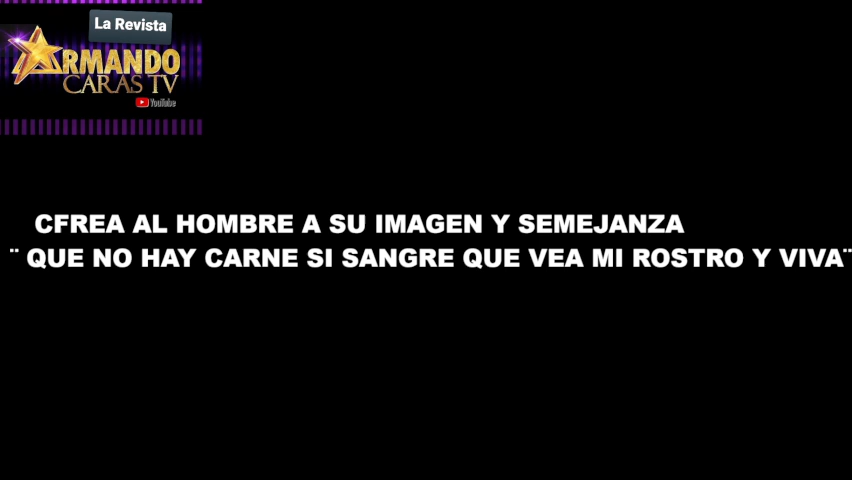 La Revista
ARMANDO
CARAS TV
YouTube
CFREA AL HOMBRE A SU IMAGEN Y SEMEJANZA
¨ QUE NO HAY CARNE SI SANGRE QUE VEA MI ROSTRO Y VIVA¨